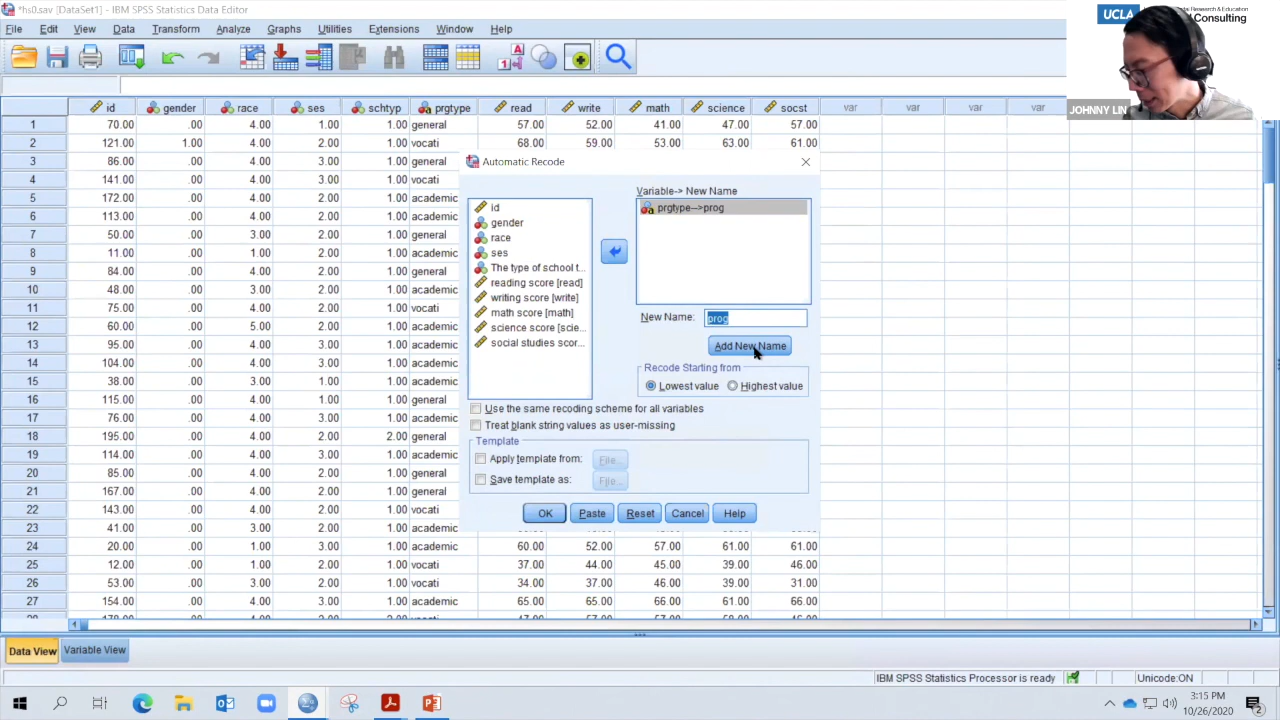 *hs0.sav [DataSet1] - IBM SPSS Statistics Data Editor
File Edit View Data Transform Analyze Graphs Utilities Extensions Window Help
UCLA Research & Education
Consulting
JOHNNY LIN
id gender race ses schtyp prgtype read write math science socst var var var var
1 70.00 .00 4.00 1.00 1.00 general 57.00 52.00 41.00 47.00 57.00
2 121.00 1.00 4.00 2.00 1.00 vocati 68.00 59.00 53.00 63.00 61.00
3 86.00 .00 4.00 3.00 1.00 general
4 141.00 .00 4.00 3.00 1.00 vocati
5 172.00 .00 4.00 2.00 1.00 academic
6 113.00 .00 4.00 2.00 1.00 academic
7 50.00 .00 3.00 2.00 1.00 general
8 11.00 .00 1.00 2.00 1.00 academic
9 84.00 .00 4.00 2.00 1.00 general
10 48.00 .00 3.00 2.00 1.00 academic
11 75.00 .00 4.00 2.00 1.00 vocati
12 60.00 .00 5.00 2.00 1.00 academic
13 95.00 .00 4.00 3.00 1.00 academic
14 104.00 .00 4.00 3.00 1.00 academic
15 38.00 .00 3.00 1.00 1.00 academic
16 115.00 .00 4.00 1.00 1.00 general
17 76.00 .00 4.00 3.00 1.00 academic
18 195.00 .00 4.00 2.00 2.00 general
19 114.00 .00 4.00 3.00 1.00 academic
20 85.00 .00 4.00 2.00 1.00 general
21 167.00 .00 4.00 2.00 1.00 general
22 143.00 .00 4.00 2.00 1.00 vocati
23 41.00 .00 3.00 2.00 1.00 academic
24 20.00 .00 1.00 3.00 1.00 academic 60.00 52.00 57.00 61.00 61.00
25 12.00 .00 1.00 2.00 1.00 vocati 37.00 44.00 45.00 39.00 46.00
26 53.00 .00 3.00 2.00 1.00 vocati 34.00 37.00 46.00 39.00 31.00
27 154.00 .00 4.00 3.00 1.00 academic 65.00 65.00 66.00 61.00 66.00
Automatic Recode
Variable-> New Name
id
gender
race
ses
The type of school t...
reading score [read]
writing score [write]
math score [math]
science score [scie...
social studies scor...
prgtype-->prog
New Name: prog
Add New Name
Recode Starting from
Lowest value Highest value
Use the same recoding scheme for all variables
Treat blank string values as user-missing
Template
Apply template from: File...
Save template as: File...
OK Paste Reset Cancel Help
Data View Variable View
IBM SPSS Statistics Processor is ready Unicode:ON
3:15 PM
10/26/2020
2